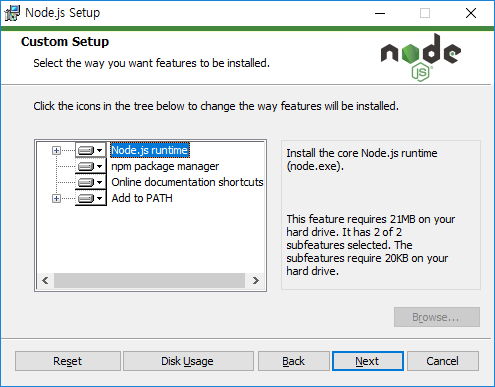 Node.js Setup
Custom Setup
Select the way you want features to be installed.
node
JS
Click the icons in the tree below to change the way features will be installed.
Node.js runtime
npm package manager
Online documentation shortcuts
Add to PATH
Install the core Node.js runtime
(node.exe).
This feature requires 21MB on your
hard drive. It has 2 of 2
subfeatures selected. The
subfeatures require 20KB on your
hard drive.
Browse...
Reset
Disk Usage
Back
Next
Cancel